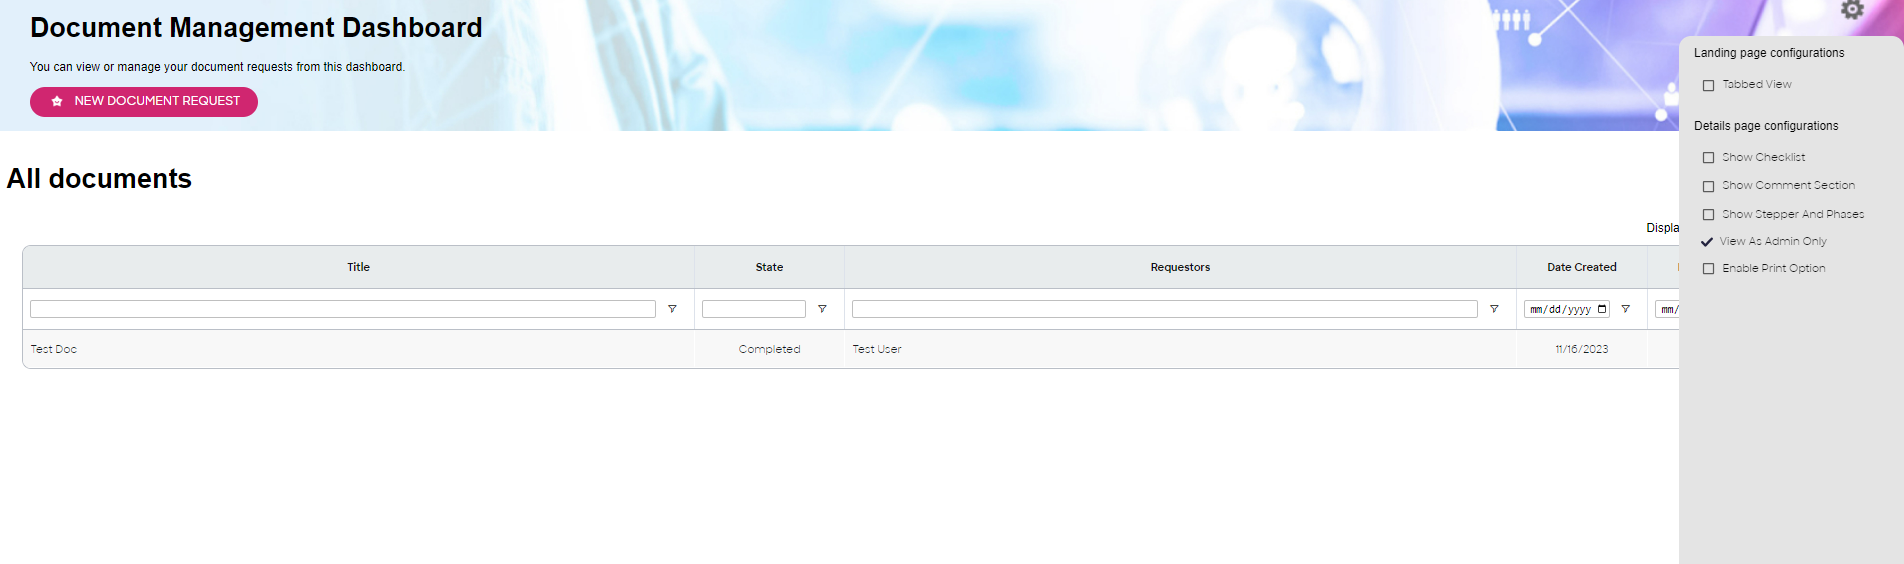 Document Management Dashboard
You can view or manage your document requests from this dashboard.
NEW DOCUMENT REQUEST
Landing page configurations
Tabbed View
Details page configurations
Show Checklist
Show Comment Section
Show Stepper And Phases
View As Admin Only
Enable Print Option
All documents
Displa
Title State Requestors Date Created
mm/dd/yyyy mm/
Test Doc Completed Test User 11/16/2023